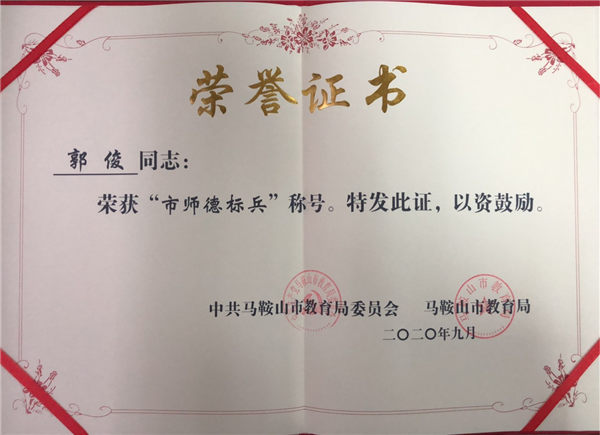 荣誉证书
郭俊同志：
荣获“市师德标兵”称号。特发此证，以资鼓励。
中共马鞍山市教育局委员会 马鞍山市教育局
二〇二〇年九月